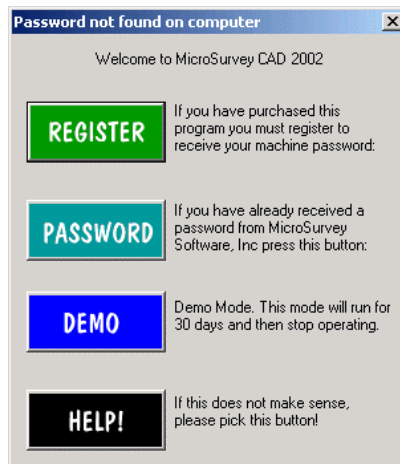 Password not found on computer
Welcome to MicroSurvey CAD 2002
REGISTER
If you have purchased this
program you must register to
receive your machine password:
PASSWORD
If you have already received a
password from MicroSurvey
Software, Inc press this button:
DEMO
Demo Mode. This mode will run for
30 days and then stop operating.
HELP!
If this does not make sense,
please pick this button!